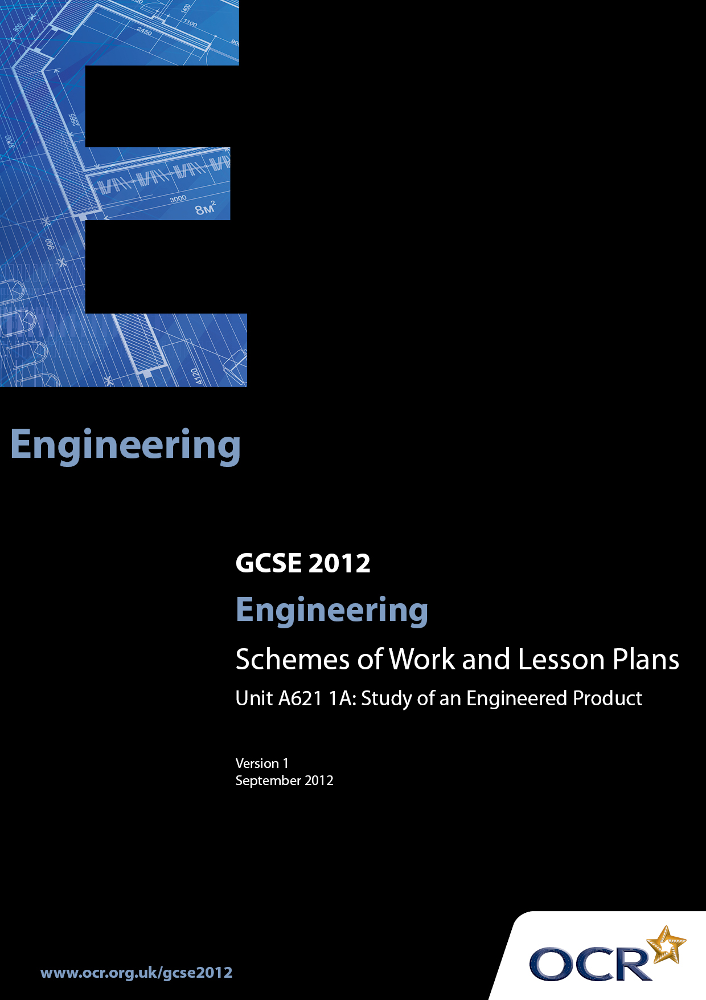 800
2450
1400
1100
2565
3700
3000
8м²
900
4120
Engineering
GCSE 2012
Engineering
Schemes of Work and Lesson Plans
Unit A621 1A: Study of an Engineered Product
Version 1
September 2012
www.ocr.org.uk/gcse2012
OCR